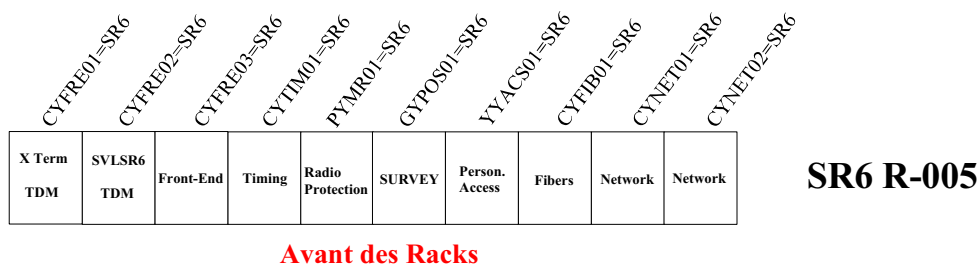 CYFRE01=SR6
CYFRE02=SR6
CYFRE03=SR6
CYTIM01=SR6
PYMR01=SR6
GYPOS01=SR6
YYACS01=SR6
CYFIB01=SR6
CYNET01=SR6
CYNET02=SR6
X Term
TDM
SVLSR6
TDM
Front-End
Timing
Radio
Protection
SURVEY
Person.
Access
Fibers
Network
Network
SR6 R-005
Avant des Racks